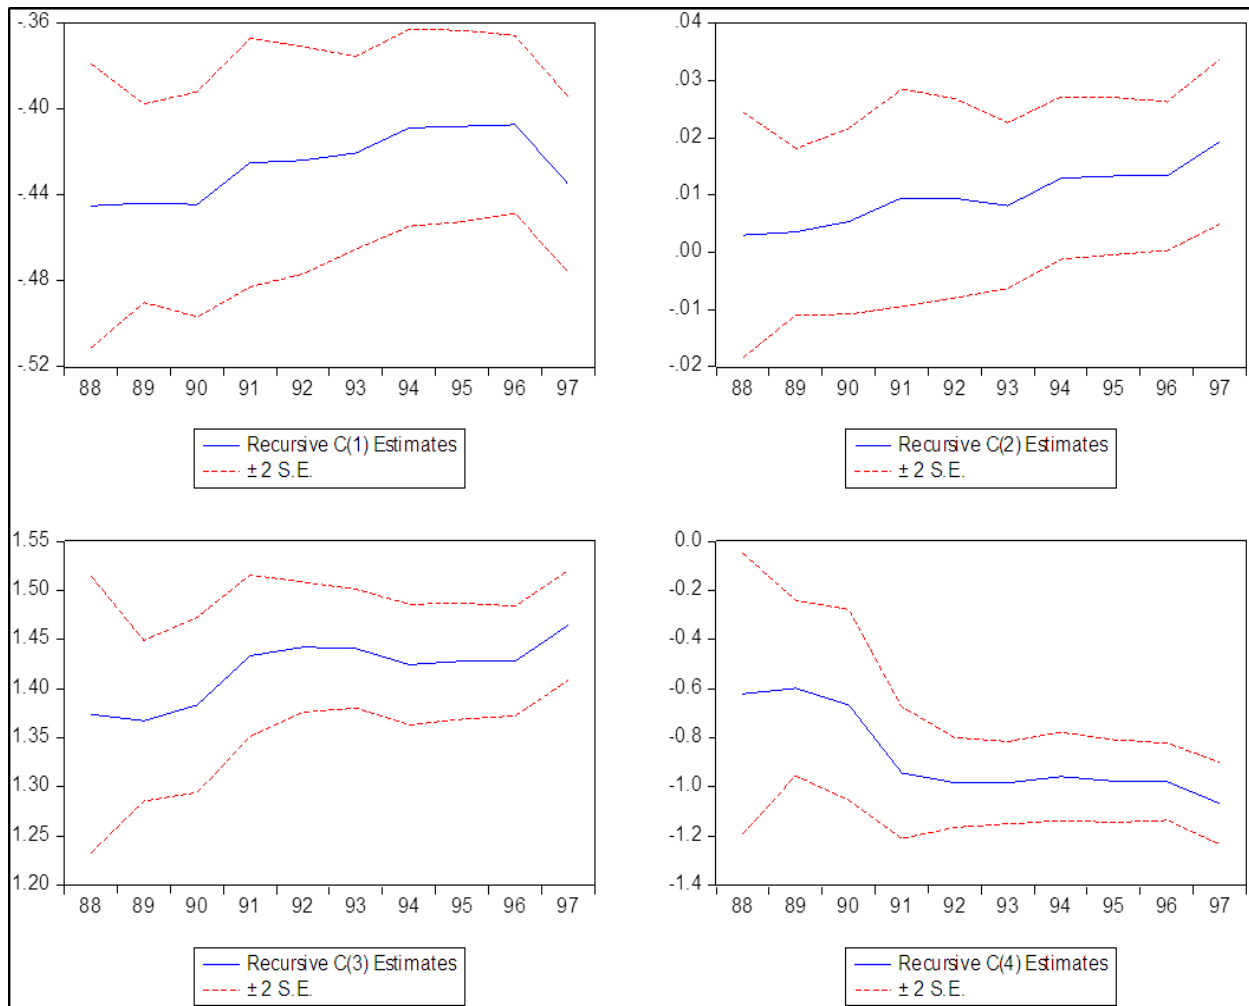 -.36
-.40
-.44
-.48
-.52
88 89 90 91 92 93 94 95 96 97
Recursive C(1) Estimates
± 2 S.E.
.04
.03
.02
.01
.00
-.01
-.02
88 89 90 91 92 93 94 95 96 97
Recursive C(2) Estimates
± 2 S.E.
1.55
1.50
1.45
1.40
1.35
1.30
1.25
1.20
88 89 90 91 92 93 94 95 96 97
Recursive C(3) Estimates
± 2 S.E.
0.0
-0.2
-0.4
-0.6
-0.8
-1.0
-1.2
-1.4
88 89 90 91 92 93 94 95 96 97
Recursive C(4) Estimates
± 2 S.E.